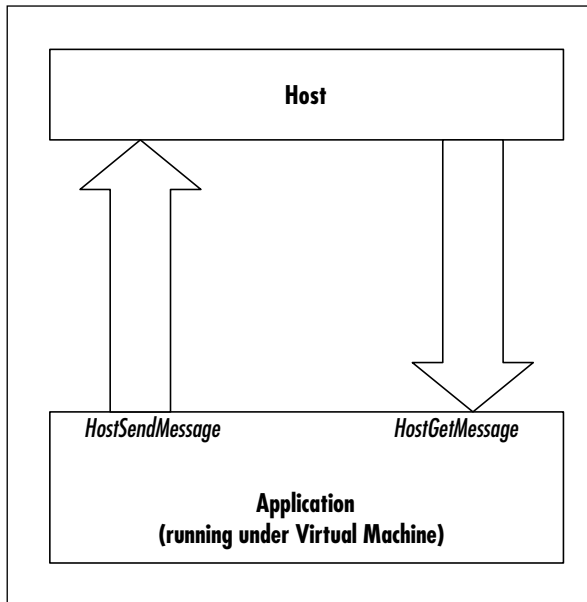 Host
HostSendMessage
HostGetMessage
Application
(running under Virtual Machine)